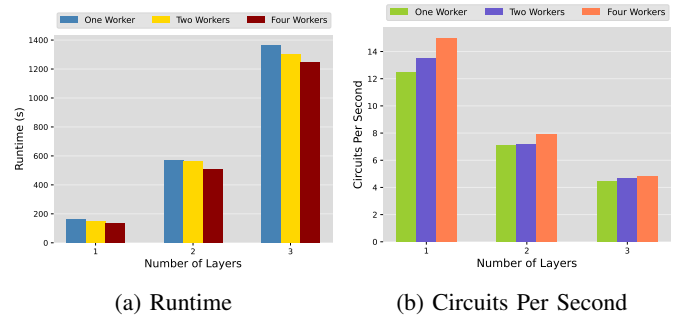 One Worker Two Workers Four Workers
1400
1200
1000
800
600
400
200
0
Runtime (s)
1 2 3
Number of Layers
(a) Runtime
One Worker Two Workers Four Workers
14
12
10
8
6
4
2
0
Circuits Per Second
1 2 3
Number of Layers
(b) Circuits Per Second